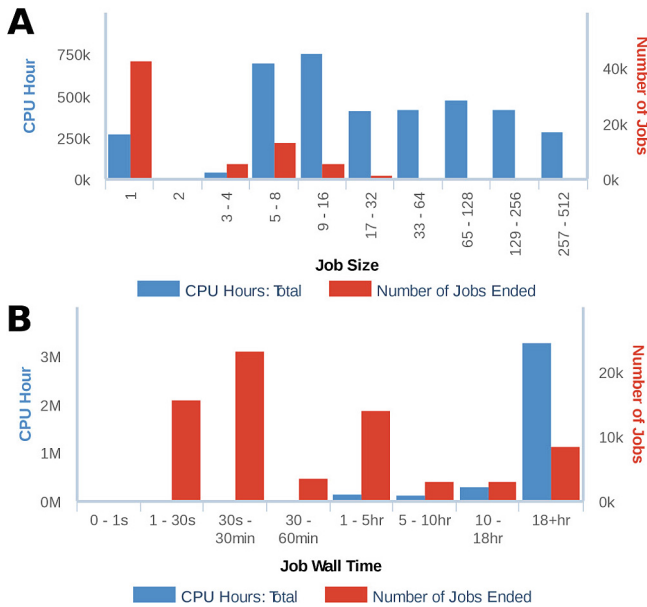 A
CPU Hour
750k
500k
250k
0k
40k
20k
0k
Number of Jobs
1
2
3 - 4
5 - 8
9 - 16
17 - 32
33 - 64
65 - 128
129 - 256
257 - 512
Job Size
CPU Hours: Total Number of Jobs Ended
B
CPU Hour
3M
2M
1M
0M
20k
10k
0k
Number of Jobs
0 - 1s 1 - 30s 30s - 30 - 1 - 5hr 5 - 10hr 10 - 18+hr
30min 60min 18hr
Job Wall Time
CPU Hours: Total Number of Jobs Ended